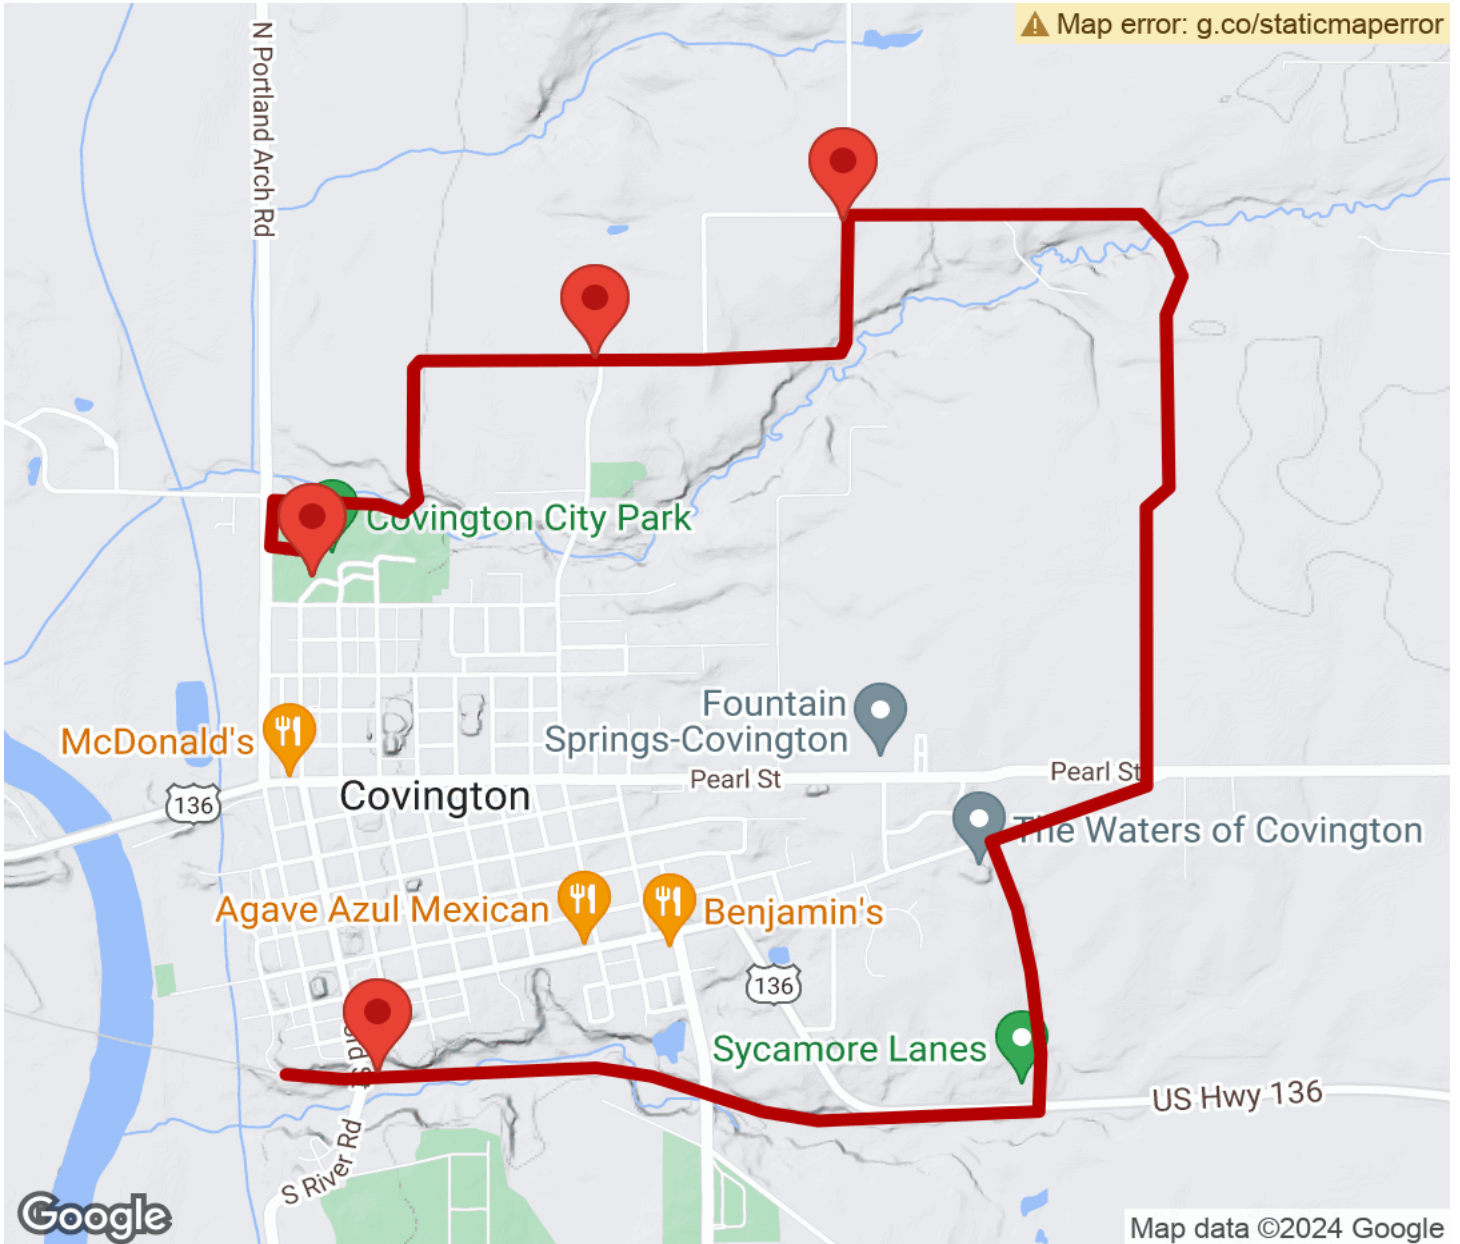 Map error: g.co/staticmaperror
N Portland Arch Rd
Covington City Park
Fountain
Springs-Covington
McDonald's
Pearl St
Pearl St
136
Covington
The Waters of Covington
Agave Azul Mexican
Benjamin's
136
Sycamore Lanes
US Hwy 136
S River Rd
Google
Map data ©2024 Google